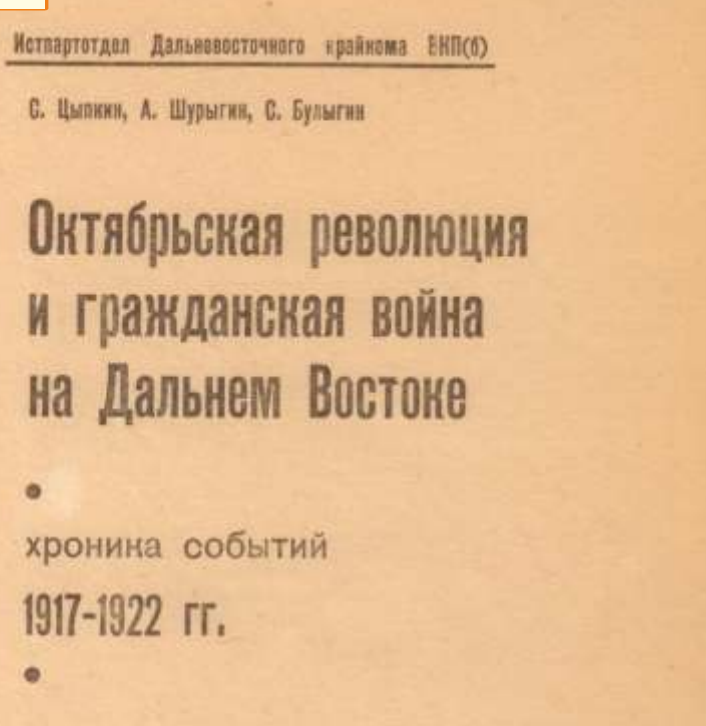 Истпартотдел Дальневосточного крайкома ВКП(б)
С. Цыпкин, А. Шурыгин, С. Булыгин
Октябрьская революция
и гражданская война
на Дальнем Востоке
хроника событий
1917-1922 гг.